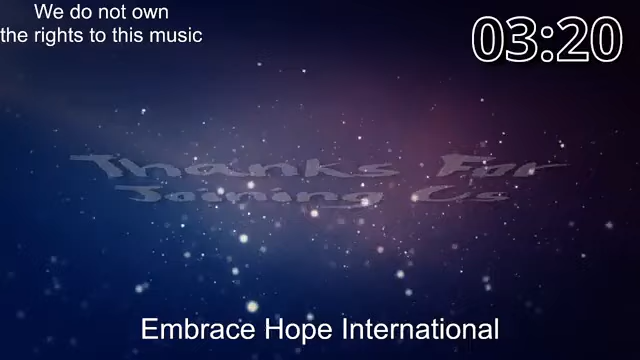 We do not own
the rights to this music
03:20
Thanks For
Joining Us
Embrace Hope International